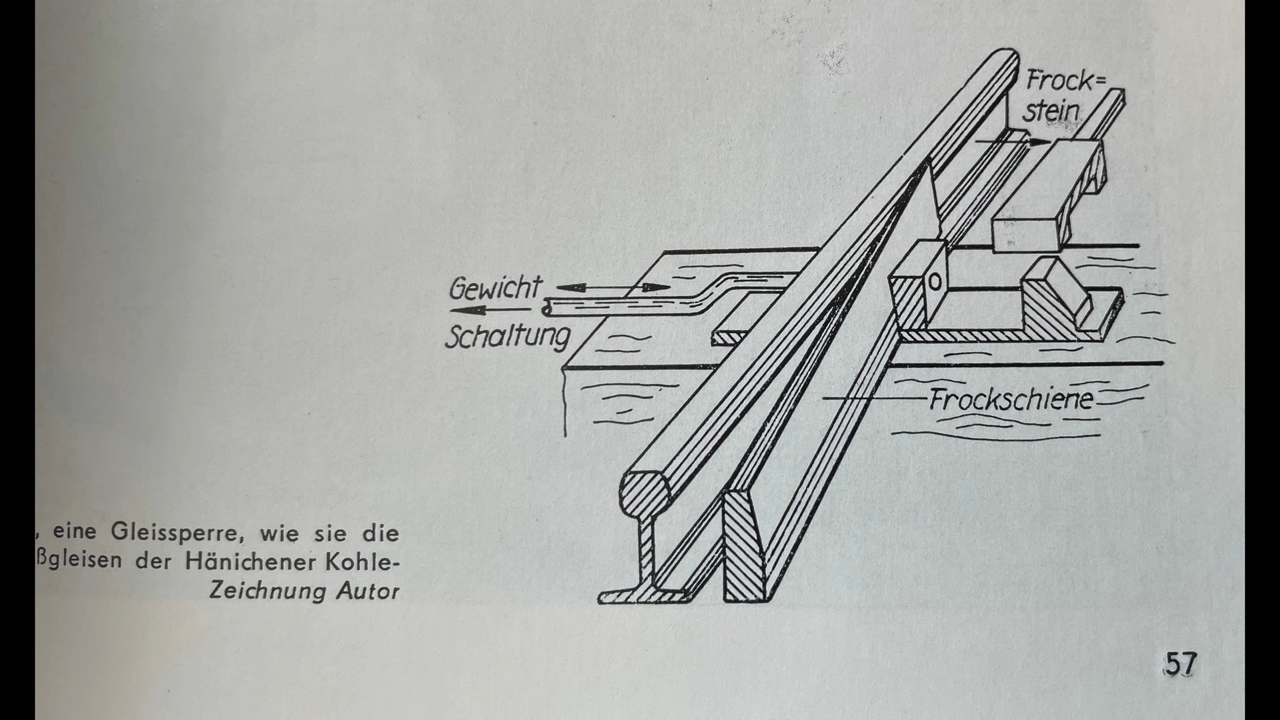 Frock=
stein
Gewicht
Schaltung
Frockschiene
, eine Gleissperre, wie sie die
ßgleisen der Hänichener Kohle-
Zeichnung Autor
57